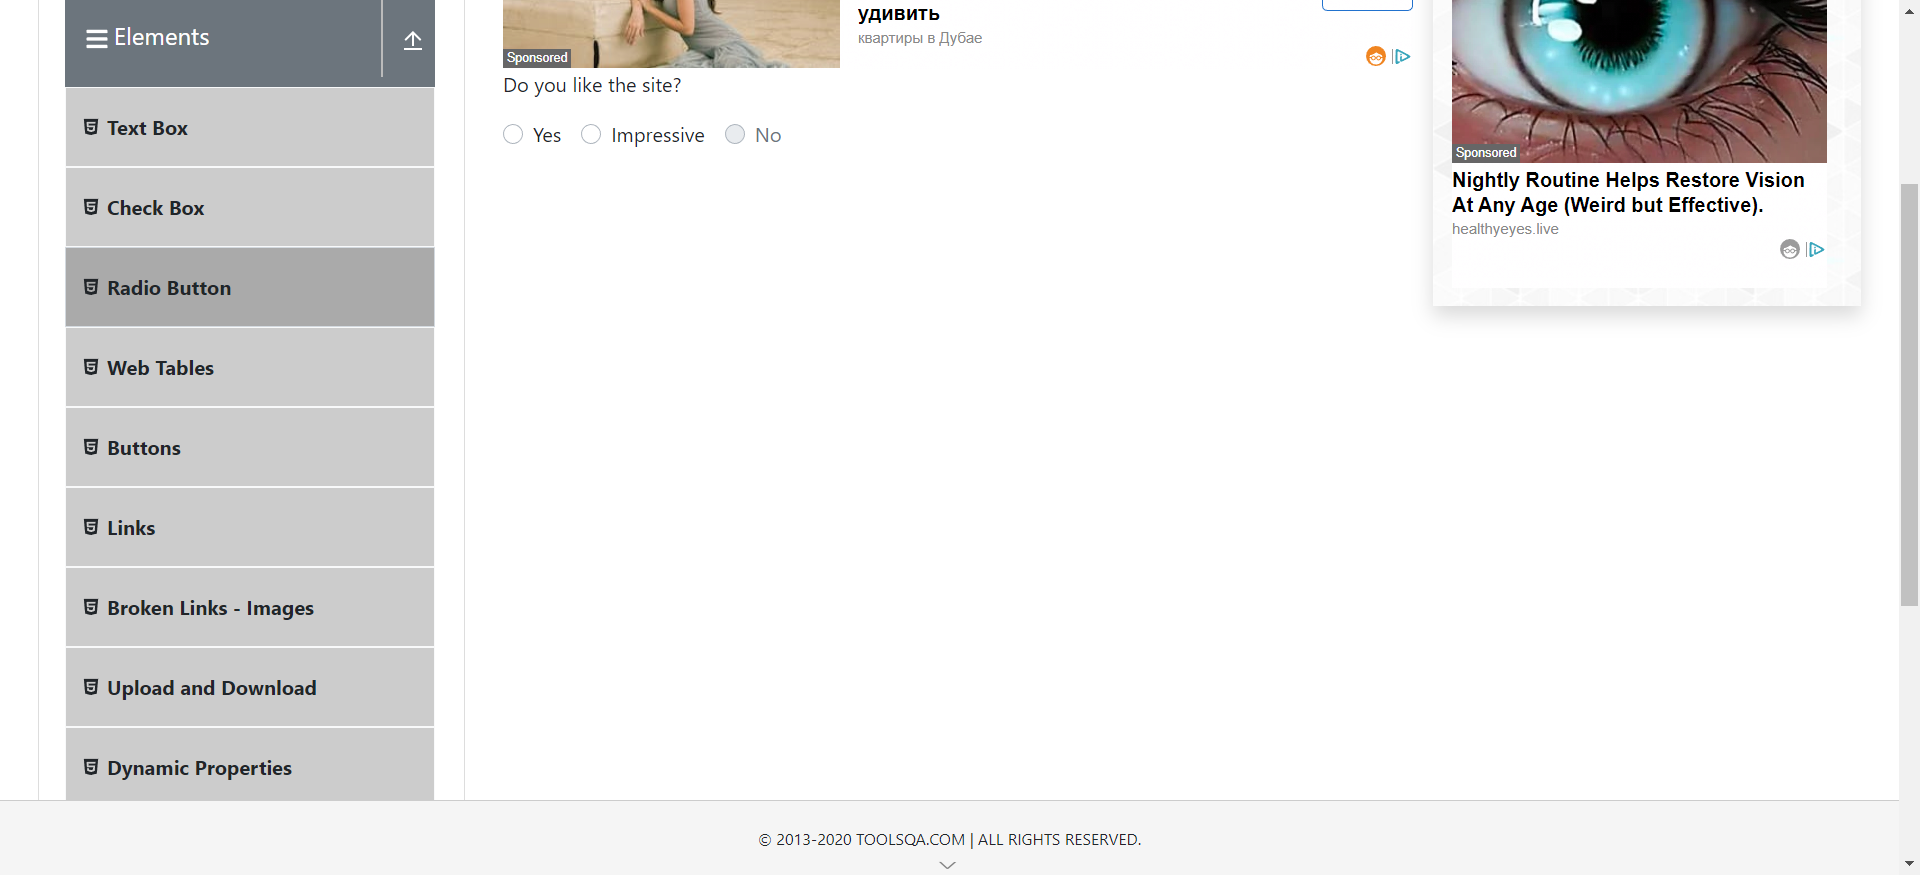 Elements
Text Box
Check Box
Radio Button
Web Tables
Buttons
Links
Broken Links - Images
Upload and Download
Dynamic Properties
Sponsored
удивить
квартиры в Дубае
Do you like the site?
Yes
Impressive
No
Sponsored
Nightly Routine Helps Restore Vision
At Any Age (Weird but Effective).
healthyeyes.live
© 2013-2020 TOOLSQA.COM | ALL RIGHTS RESERVED.